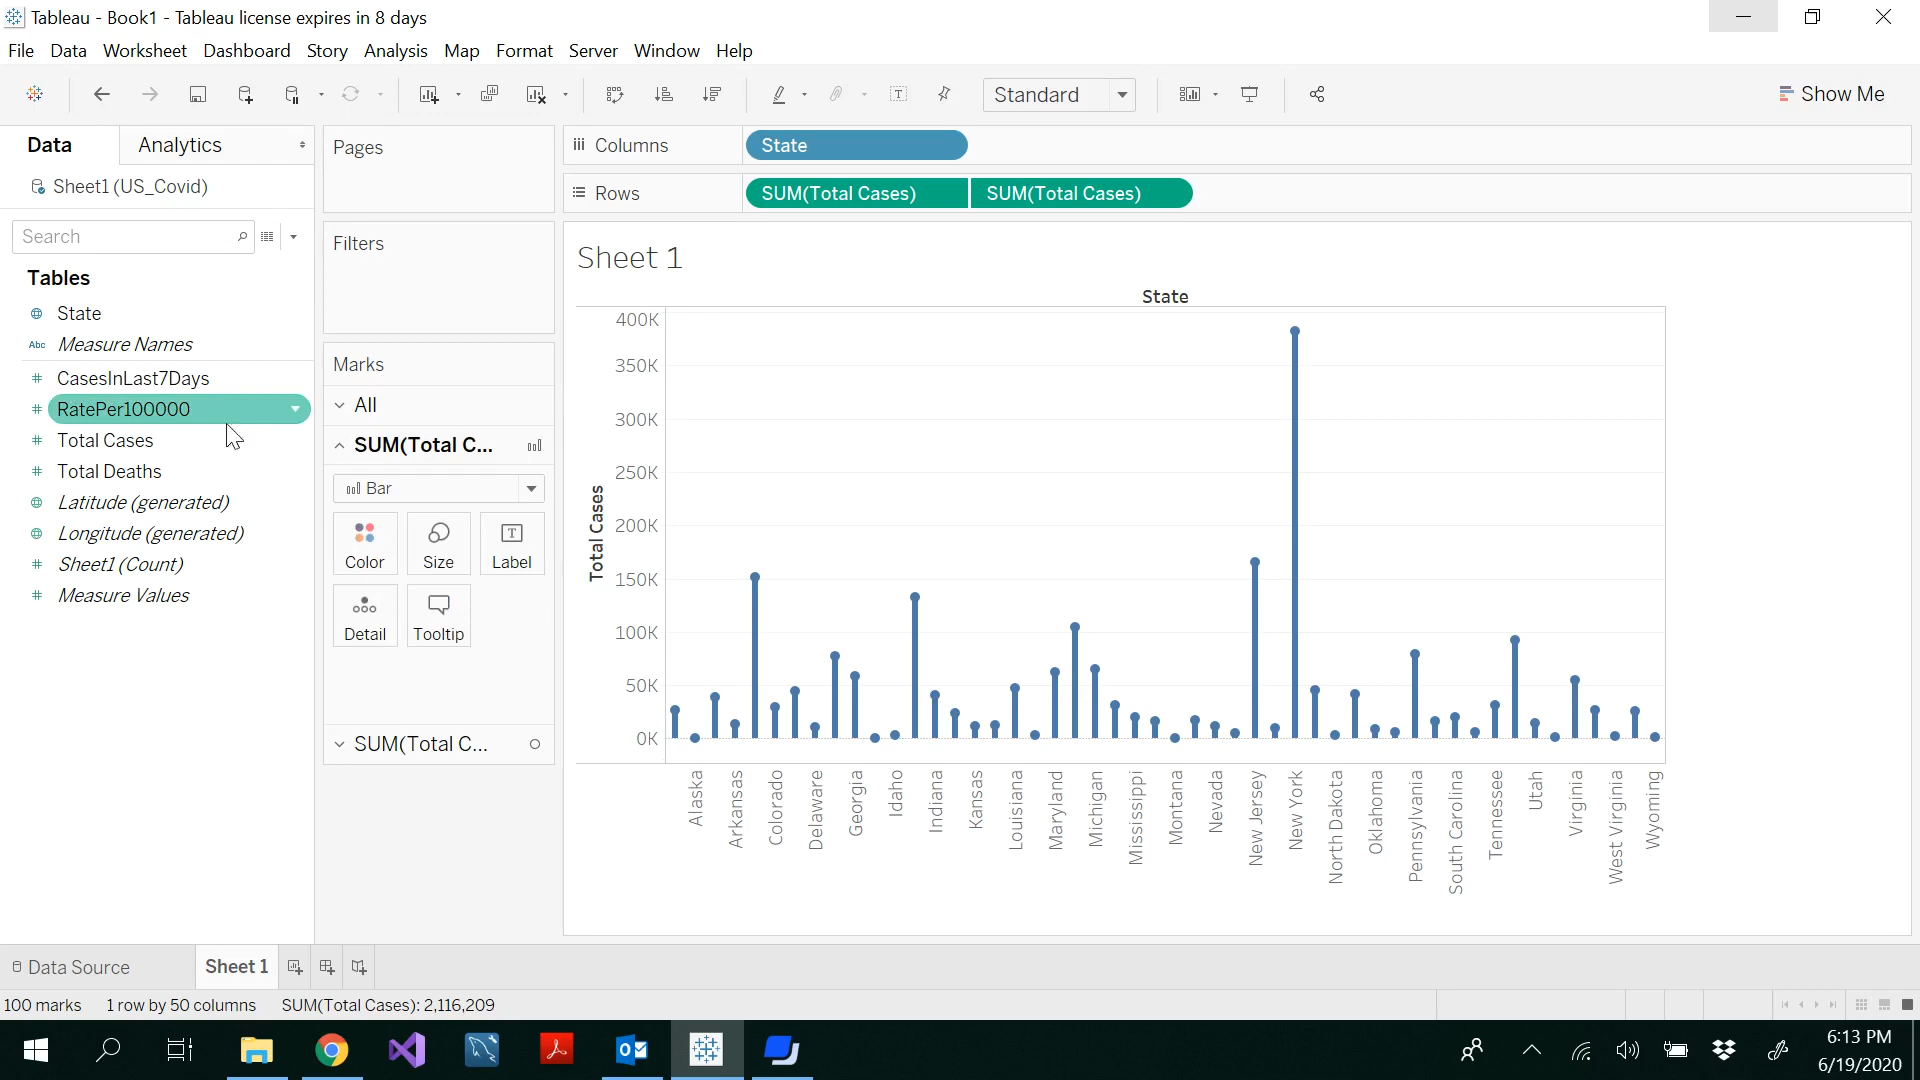 Tableau - Book1 - Tableau license expires in 8 days
File Data Worksheet Dashboard Story Analysis Map Format Server Window Help
Standard
Show Me
Data
Analytics
Sheet1 (US_Covid)
Search
Tables
State
Abc Measure Names
# CasesInLast7Days
# RatePer100000
# Total Cases
# Total Deaths
Latitude (generated)
Longitude (generated)
# Sheet1 (Count)
# Measure Values
Pages
Filters
Marks
All
SUM(Total C...
Bar
Color
Size
T
Label
Detail
Tooltip
SUM(Total C...
Columns
State
Rows
SUM(Total Cases)
SUM(Total Cases)
Sheet 1
State
Total Cases
400K
350K
300K
250K
200K
150K
100K
50K
0K
Alaska
Arkansas
Colorado
Delaware
Georgia
Idaho
Indiana
Kansas
Louisiana
Maryland
Michigan
Mississippi
Montana
Nevada
New Jersey
New York
North Dakota
Oklahoma
Pennsylvania
South Carolina
Tennessee
Utah
Virginia
West Virginia
Wyoming
Data Source
Sheet 1
100 marks 1 row by 50 columns SUM(Total Cases): 2,116,209
6:13 PM
6/19/2020